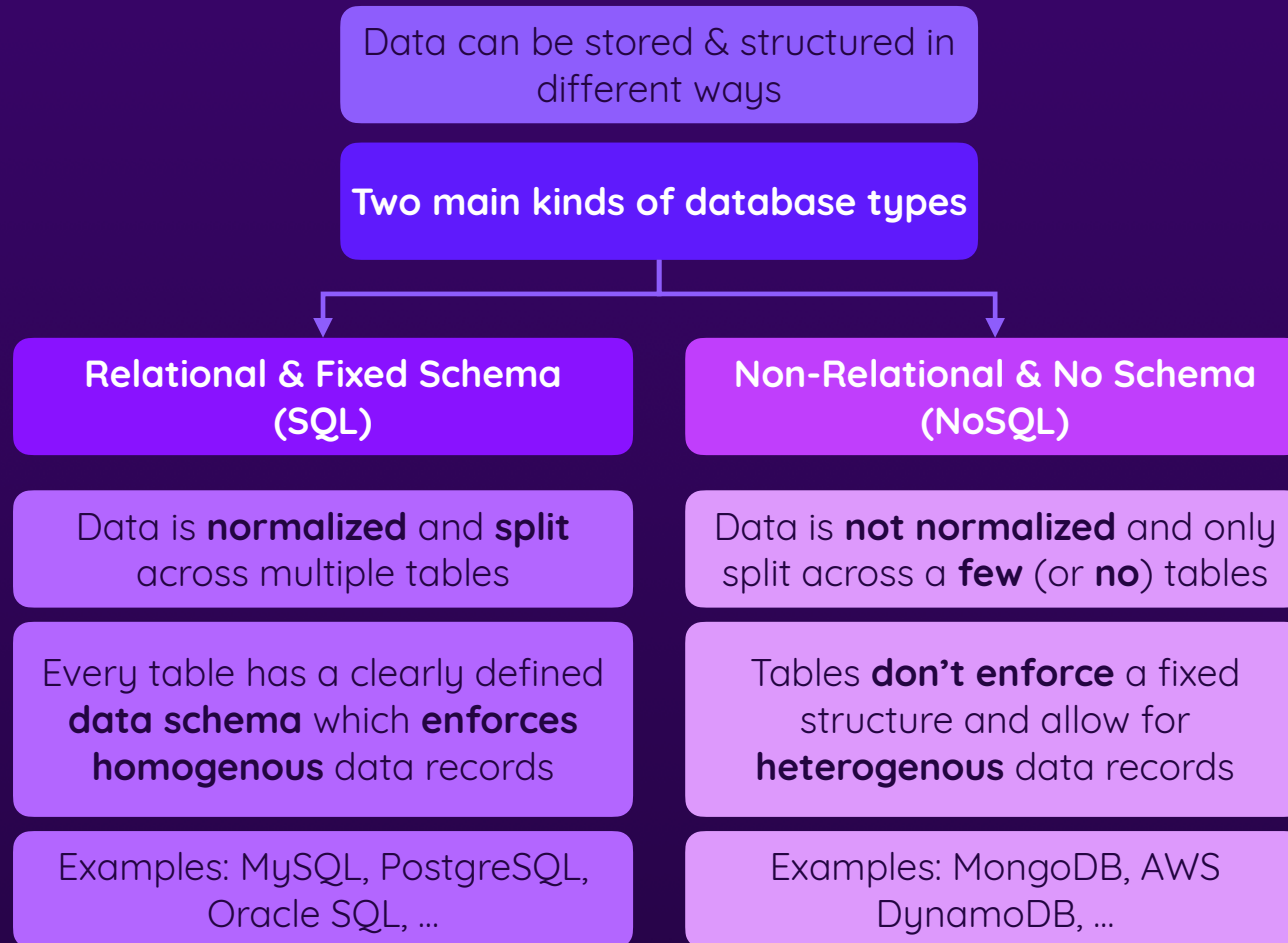 Data can be stored & structured in
different ways
Two main kinds of database types
Relational & Fixed Schema
(SQL)
Data is normalized and split
across multiple tables
Every table has a clearly defined
data schema which enforces
homogenous data records
Examples: MySQL, PostgreSQL,
Oracle SQL, ...
Non-Relational & No Schema
(NoSQL)
Data is not normalized and only
split across a few (or no) tables
Tables don’t enforce a fixed
structure and allow for
heterogenous data records
Examples: MongoDB, AWS
DynamoDB, ...